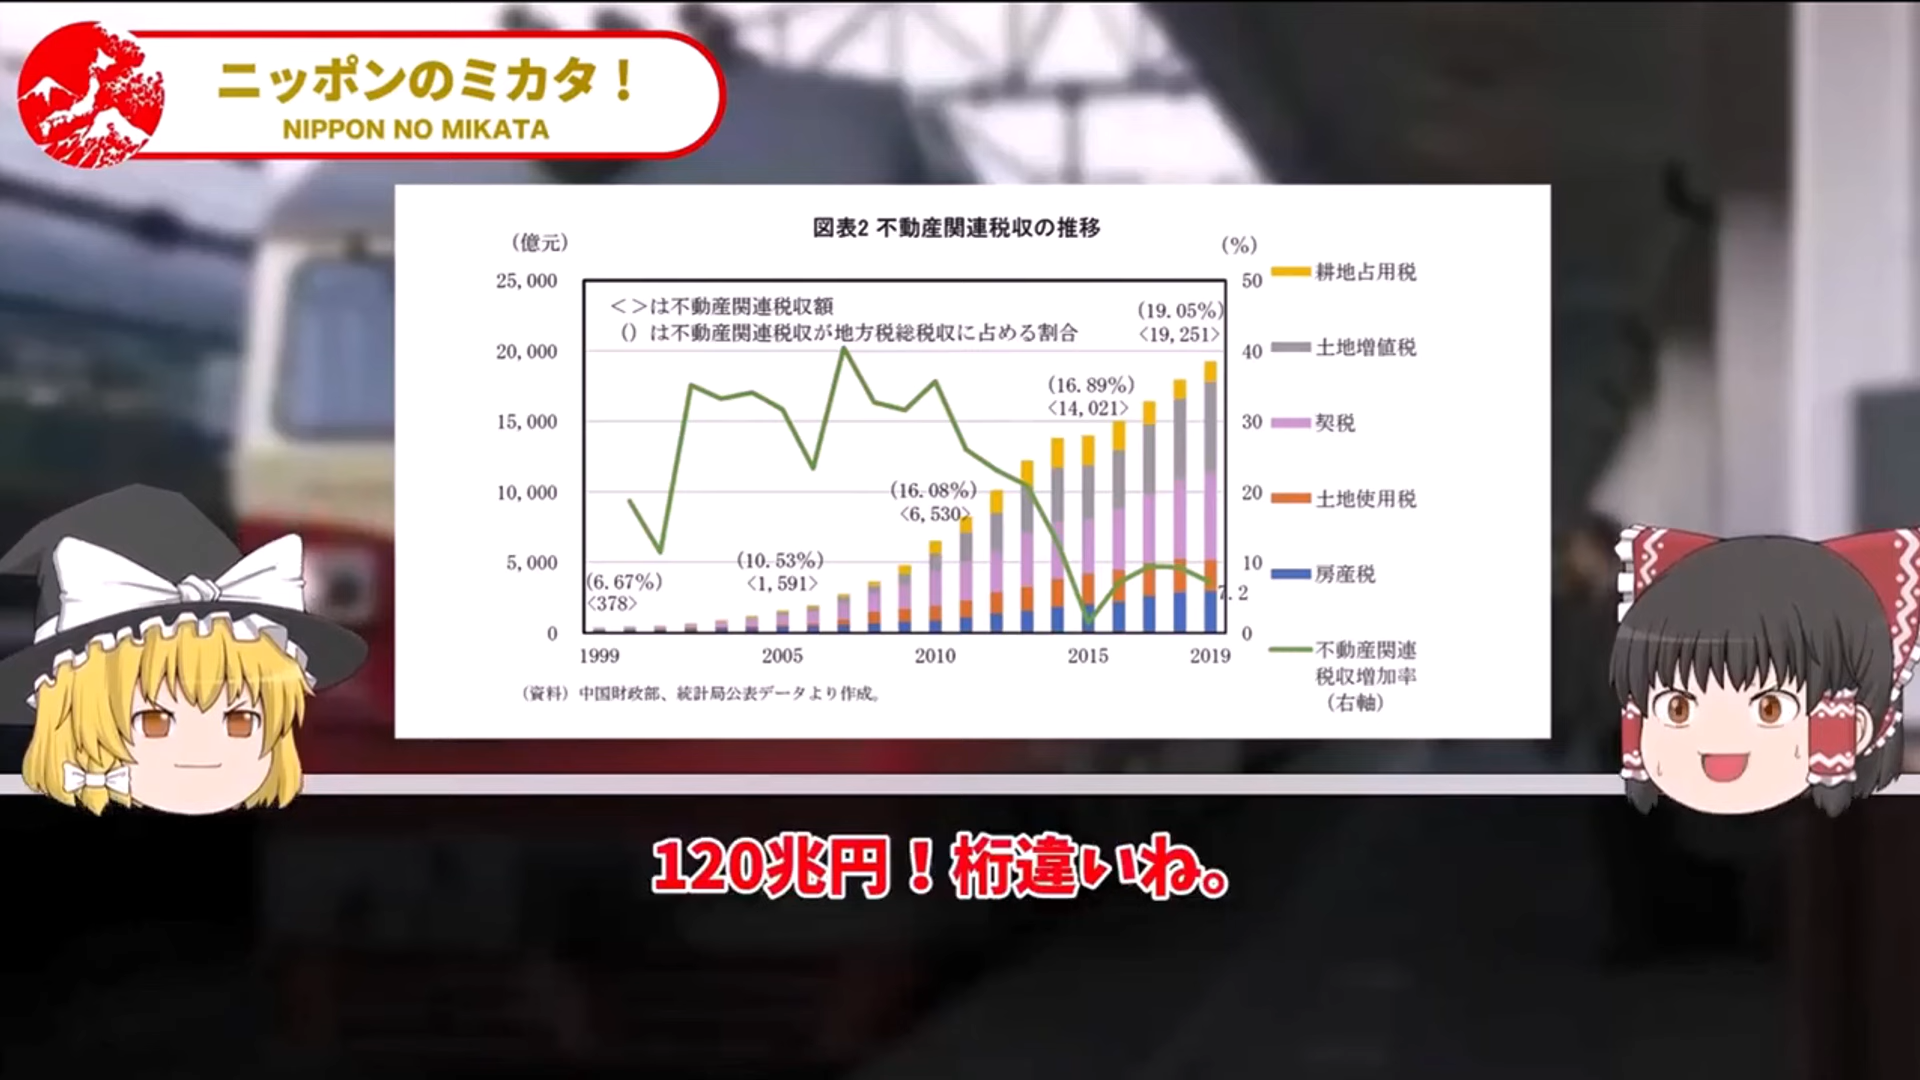 ニッポンのミカタ！
NIPPON NO MIKATA
図表2 不動産関連税収の推移
(億元)
(%)
25,000
20,000
15,000
10,000
5,000
0
<>は不動産関連税収額
()は不動産関連税収が地方税総税収に占める割合
(6.67%)
<378>
(10.53%)
<1,591>
(16.08%)
<6,530>
(16.89%)
<14,021>
(19.05%)
<19,251>
7.2
50
40
30
20
10
0
1999
2005
2010
2015
2019
耕地占用税
土地増値税
契税
土地使用税
房産税
不動産関連
税収増加率
(右軸)
(資料) 中国財政部、統計局公表データより作成。
120兆円！桁違いね。